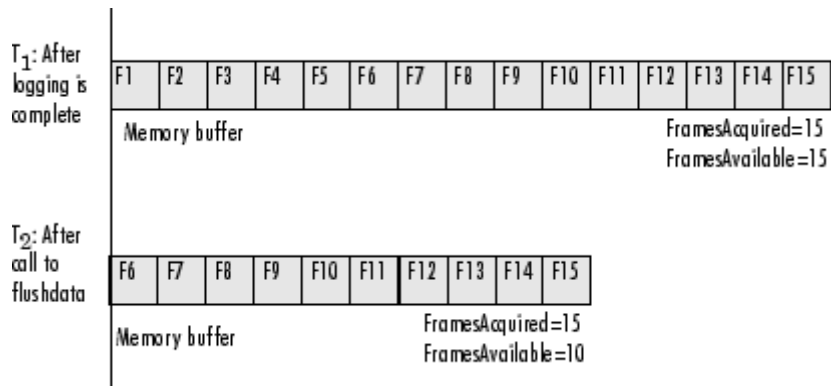 T1: After
logging is
complete
F1 F2 F3 F4 F5 F6 F7 F8 F9 F10 F11 F12 F13 F14 F15
Memory buffer
FramesAcquired=15
FramesAvailable=15
T2: After
call to
flushdata
F6 F7 F8 F9 F10 F11 F12 F13 F14 F15
Memory buffer
FramesAcquired=15
FramesAvailable=10